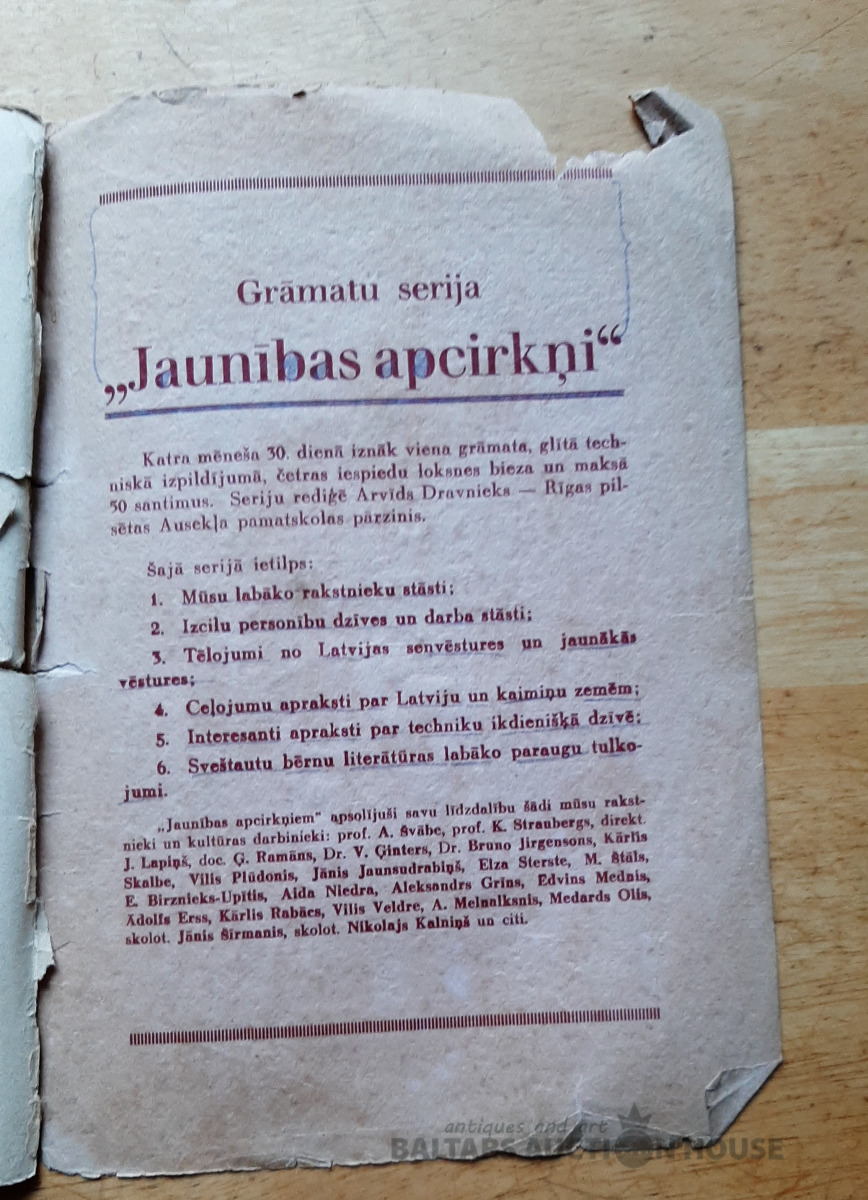 Grāmatu serija
„Jaunības apcirkņi“
Katra mēneša 30. dienā iznāk viena grāmata, glītā tech-
niskā izpildījumā, četras iespiedu loksnes bieza un maksā
50 santimus. Seriju rediģē Arvīds Dravnieks — Rīgas pil-
sētas Ausekļa pamatskolas pārzinis.
Šajā serijā ietilps:
1. Mūsu labāko rakstnieku stāsti;
2. Izcilu personību dzīves un darba stāsti;
3. Tēlojumi no Latvijas senvēstures un jaunākās
vēstures;
4. Ceļojumu apraksti par Latviju un kaimiņu zemēm;
5. Interesanti apraksti par techniku ikdienišķā dzīvē;
6. Sveštautu bērnu literātūras labāko paraugu tulko-
jumi.
„Jaunības apcirkņiem“ apsolījuši savu līdzdalību šādi mūsu rakst-
nieki un kultūras darbinieki: prof. A. Švābe, prof. K. Straubergs, direkt.
J. Lapiņš, doc. Ģ. Ramāns, Dr. V. Ģinters, Dr. Bruno Jirgensons, Kārlis
Skalbe, Vilis Plūdonis, Jānis Jaunsudrabiņš, Elza Sterste, M. Štāls,
E. Birznieks-Upītis, Aida Niedra, Aleksandrs Grīns, Edvins Mednis,
Ādolfs Erss, Kārlis Rabācs, Vilis Veldre, A. Melnalksnis, Medards Olis,
skolot. Jānis Širmanis, skolot. Nikolajs Kalniņš un citi.
antiques and art
BALTARS AUCTION HOUSE